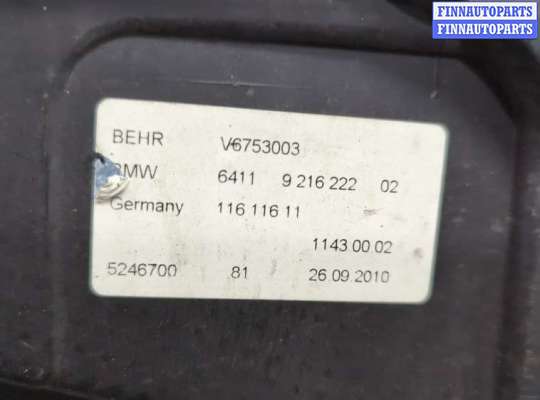 FINNAUTOPARTS
FINNAUTOPARTS
BEHR V6753003
BMW 6411 9 216 222 02
Germany 116 116 11
1143 00 02
5246700 81 26 09 2010